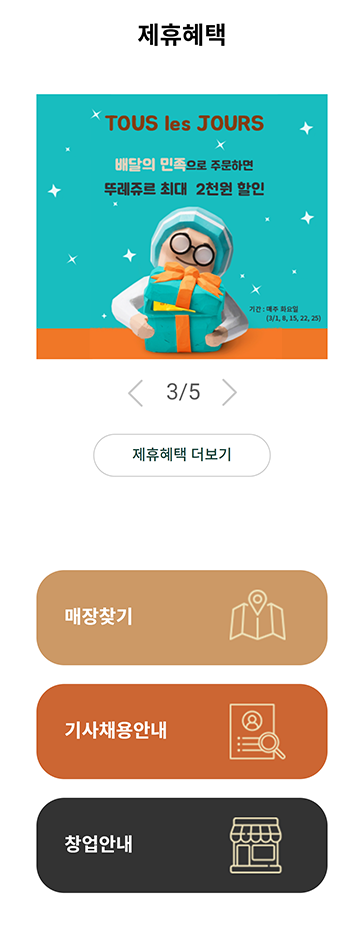 제휴혜택
TOUS les JOURS
배달의 민족으로 주문하면
뚜레쥬르 최대 2천원 할인
기간 : 매주 화요일
(3/1, 8, 15, 22, 25)
3/5
제휴혜택 더보기
매장찾기
기사채용안내
창업안내